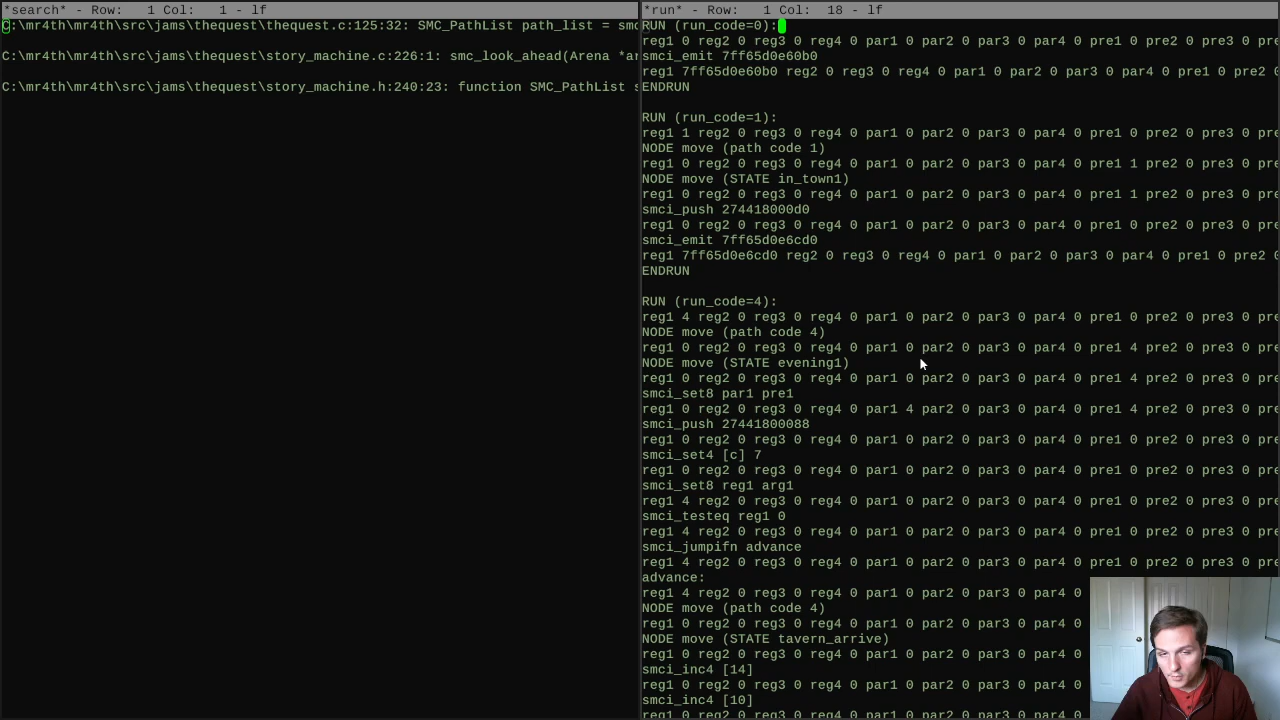 *search* - Row:   1 Col:   1 - lf
C:\mr4th\mr4th\src\jams\thequest\thequest.c:125:32: SMC_PathList path_list = smc
C:\mr4th\mr4th\src\jams\thequest\story_machine.c:226:1: smc_look_ahead(Arena *ar
C:\mr4th\mr4th\src\jams\thequest\story_machine.h:240:23: function SMC_PathList s
*run* - Row:   1 Col:  18 - lf
RUN (run_code=0):
reg1 0 reg2 0 reg3 0 reg4 0 par1 0 par2 0 par3 0 par4 0 pre1 0 pre2 0 pre3 0 pre
smci_emit 7ff65d0e60b0
reg1 7ff65d0e60b0 reg2 0 reg3 0 reg4 0 par1 0 par2 0 par3 0 par4 0 pre1 0 pre2 0
ENDRUN
RUN (run_code=1):
reg1 1 reg2 0 reg3 0 reg4 0 par1 0 par2 0 par3 0 par4 0 pre1 0 pre2 0 pre3 0 pre
NODE move (path code 1)
reg1 0 reg2 0 reg3 0 reg4 0 par1 0 par2 0 par3 0 par4 0 pre1 1 pre2 0 pre3 0 pre
NODE move (STATE in_town1)
reg1 0 reg2 0 reg3 0 reg4 0 par1 0 par2 0 par3 0 par4 0 pre1 1 pre2 0 pre3 0 pre
smci_push 274418000d0
reg1 0 reg2 0 reg3 0 reg4 0 par1 0 par2 0 par3 0 par4 0 pre1 0 pre2 0 pre3 0 pre
smci_emit 7ff65d0e6cd0
reg1 7ff65d0e6cd0 reg2 0 reg3 0 reg4 0 par1 0 par2 0 par3 0 par4 0 pre1 0 pre2 0
ENDRUN
RUN (run_code=4):
reg1 4 reg2 0 reg3 0 reg4 0 par1 0 par2 0 par3 0 par4 0 pre1 0 pre2 0 pre3 0 pre
NODE move (path code 4)
reg1 0 reg2 0 reg3 0 reg4 0 par1 0 par2 0 par3 0 par4 0 pre1 4 pre2 0 pre3 0 pre
NODE move (STATE evening1)
reg1 0 reg2 0 reg3 0 reg4 0 par1 0 par2 0 par3 0 par4 0 pre1 4 pre2 0 pre3 0 pre
smci_set8 par1 pre1
reg1 0 reg2 0 reg3 0 reg4 0 par1 4 par2 0 par3 0 par4 0 pre1 4 pre2 0 pre3 0 pre
smci_push 27441800088
reg1 0 reg2 0 reg3 0 reg4 0 par1 0 par2 0 par3 0 par4 0 pre1 0 pre2 0 pre3 0 pre
smci_set4 [c] 7
reg1 0 reg2 0 reg3 0 reg4 0 par1 0 par2 0 par3 0 par4 0 pre1 0 pre2 0 pre3 0 pre
smci_set8 reg1 arg1
reg1 4 reg2 0 reg3 0 reg4 0 par1 0 par2 0 par3 0 par4 0 pre1 0 pre2 0 pre3 0 pre
smci_testeq reg1 0
reg1 4 reg2 0 reg3 0 reg4 0 par1 0 par2 0 par3 0 par4 0 pre1 0 pre2 0 pre3 0 pre
smci_jumpifn advance
reg1 4 reg2 0 reg3 0 reg4 0 par1 0 par2 0 par3 0 par4 0 pre1 0 pre2 0 pre3 0 pre
advance:
reg1 4 reg2 0 reg3 0 reg4 0 par1 0 par2 0 par3 0 par4 0
NODE move (path code 4)
reg1 0 reg2 0 reg3 0 reg4 0 par1 0 par2 0 par3 0 par4 0
NODE move (STATE tavern_arrive)
reg1 0 reg2 0 reg3 0 reg4 0 par1 0 par2 0 par3 0 par4 0
smci_inc4 [14]
reg1 0 reg2 0 reg3 0 reg4 0 par1 0 par2 0 par3 0 par4 0
smci_inc4 [10]
reg1 0 reg2 0 reg3 0 reg4 0 par1 0 par2 0 par3 0 par4 0